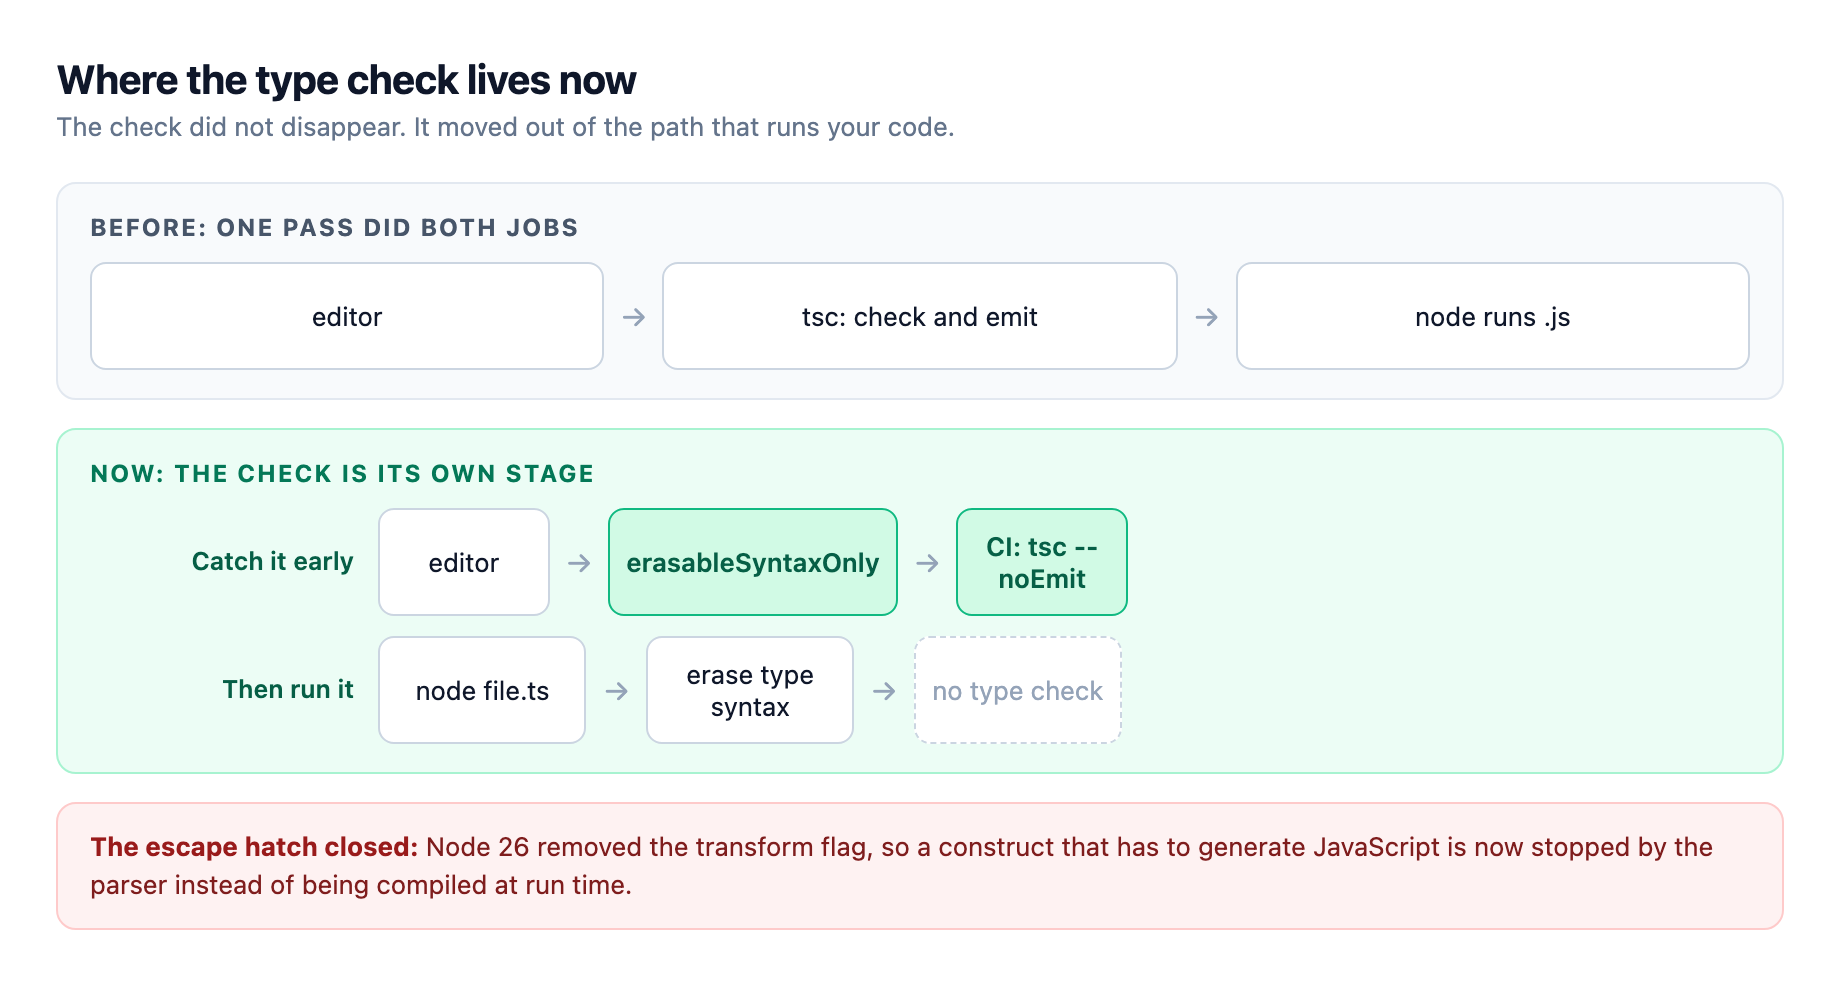 Where the type check lives now
The check did not disappear. It moved out of the path that runs your code.
BEFORE: ONE PASS DID BOTH JOBS
editor → tsc: check and emit → node runs .js
NOW: THE CHECK IS ITS OWN STAGE
Catch it early editor → erasableSyntaxOnly → CI: tsc --
noEmit
Then run it node file.ts → erase type
syntax → no type check
The escape hatch closed: Node 26 removed the transform flag, so a construct that has to generate JavaScript is now stopped by the
parser instead of being compiled at run time.